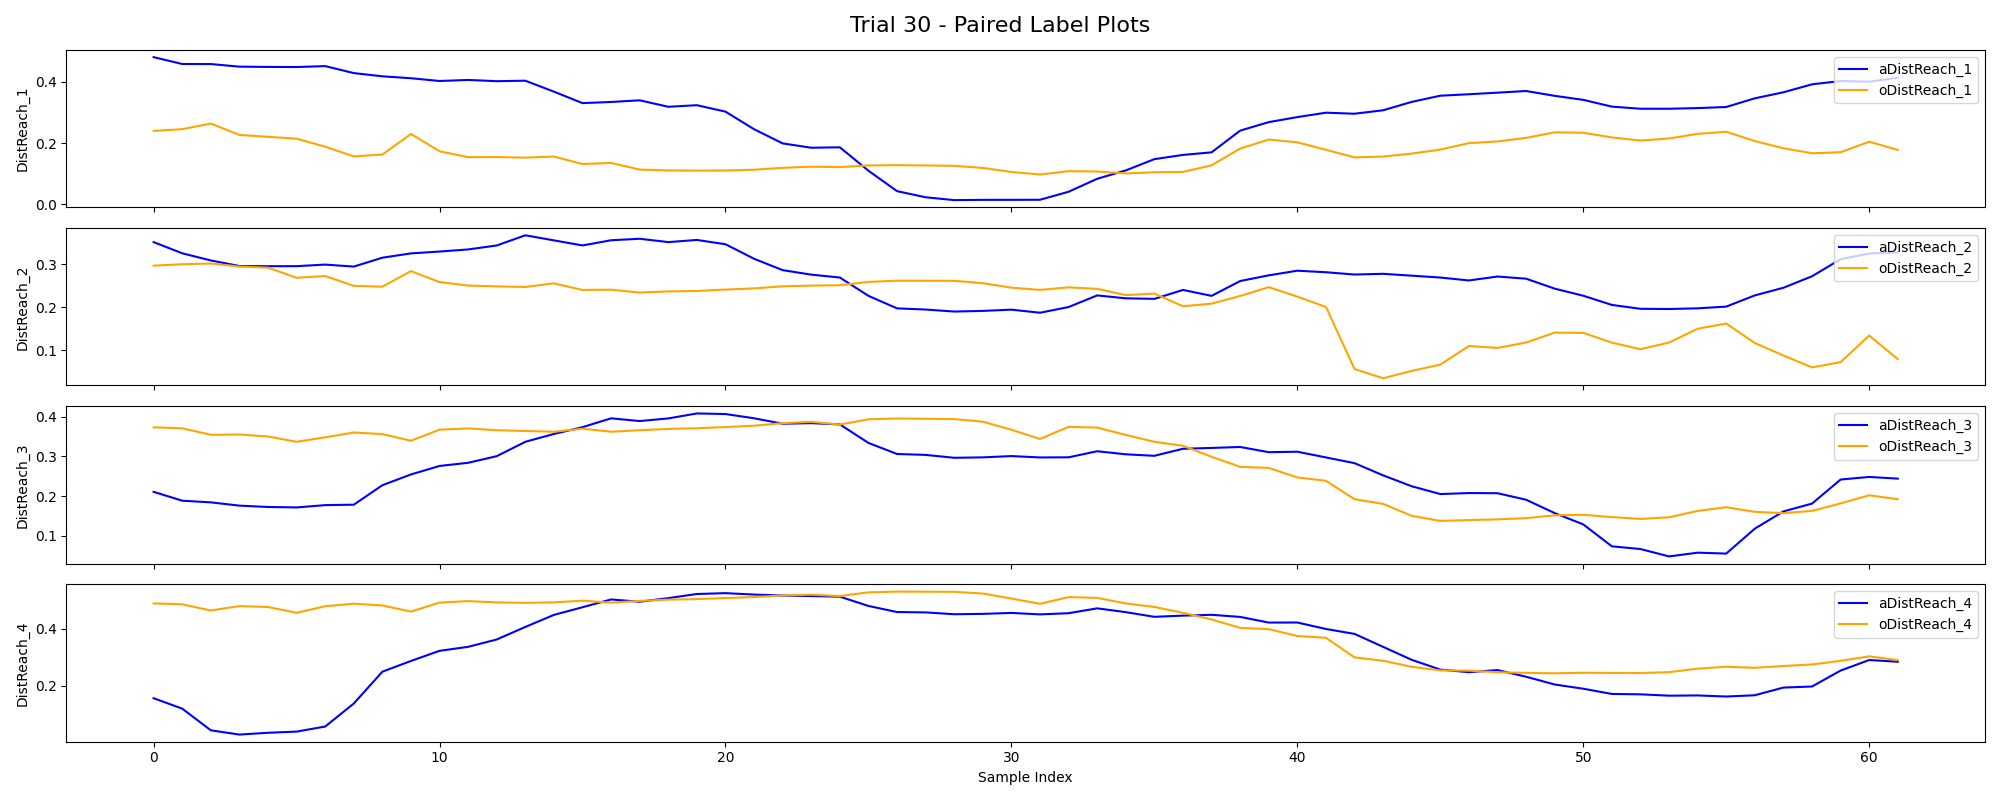 Trial 30 - Paired Label Plots
DistReach_1
0.4
0.2
0.0
aDistReach_1
oDistReach_1
DistReach_2
0.3
0.2
0.1
aDistReach_2
oDistReach_2
DistReach_3
0.4
0.3
0.2
0.1
aDistReach_3
oDistReach_3
DistReach_4
0.4
0.2
aDistReach_4
oDistReach_4
0 10 20 30 40 50 60
Sample Index